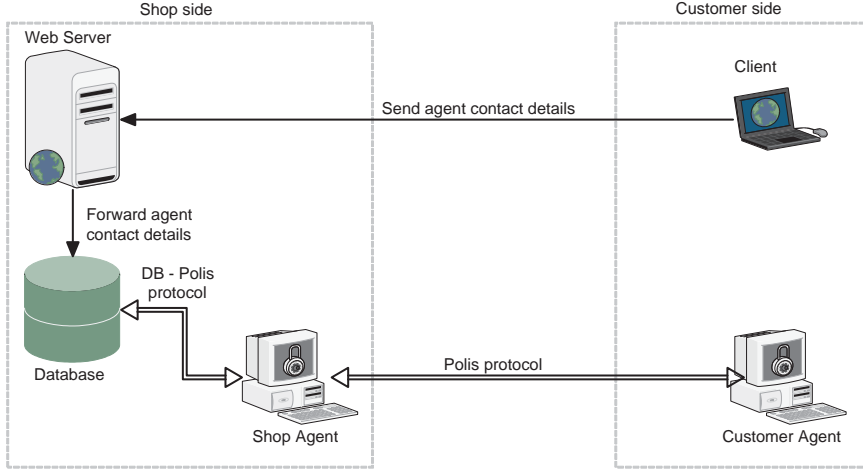 Shop side
Customer side
Web Server
Client
Send agent contact details
Forward agent
contact details
DB - Polis
protocol
Database
Polis protocol
Shop Agent
Customer Agent